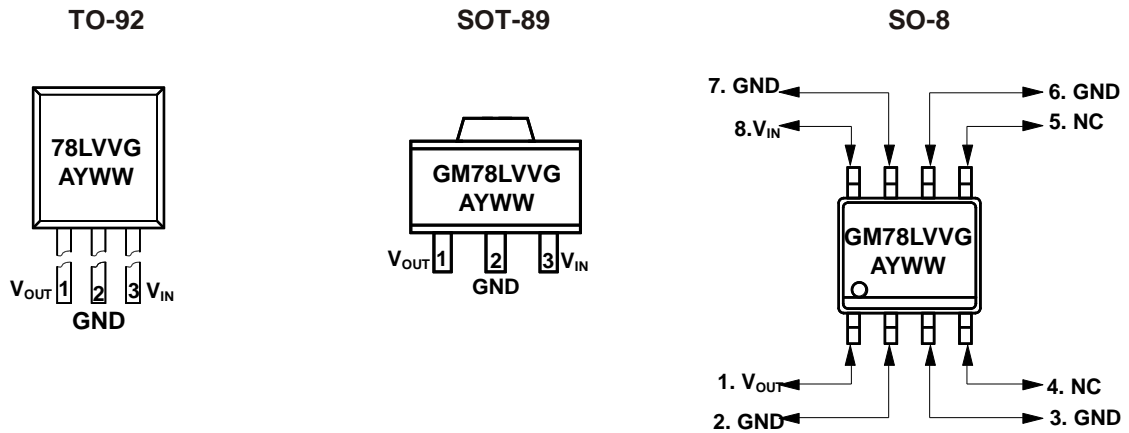 TO-92
78LVVG
AYWW
VOUT 1 2 3 VIN
GND
SOT-89
GM78LVVG
AYWW
VOUT 1 2 3 VIN
GND
SO-8
7. GND
8.VIN
6. GND
5. NC
GM78LVVG
AYWW
1. VOUT
2. GND
4. NC
3. GND